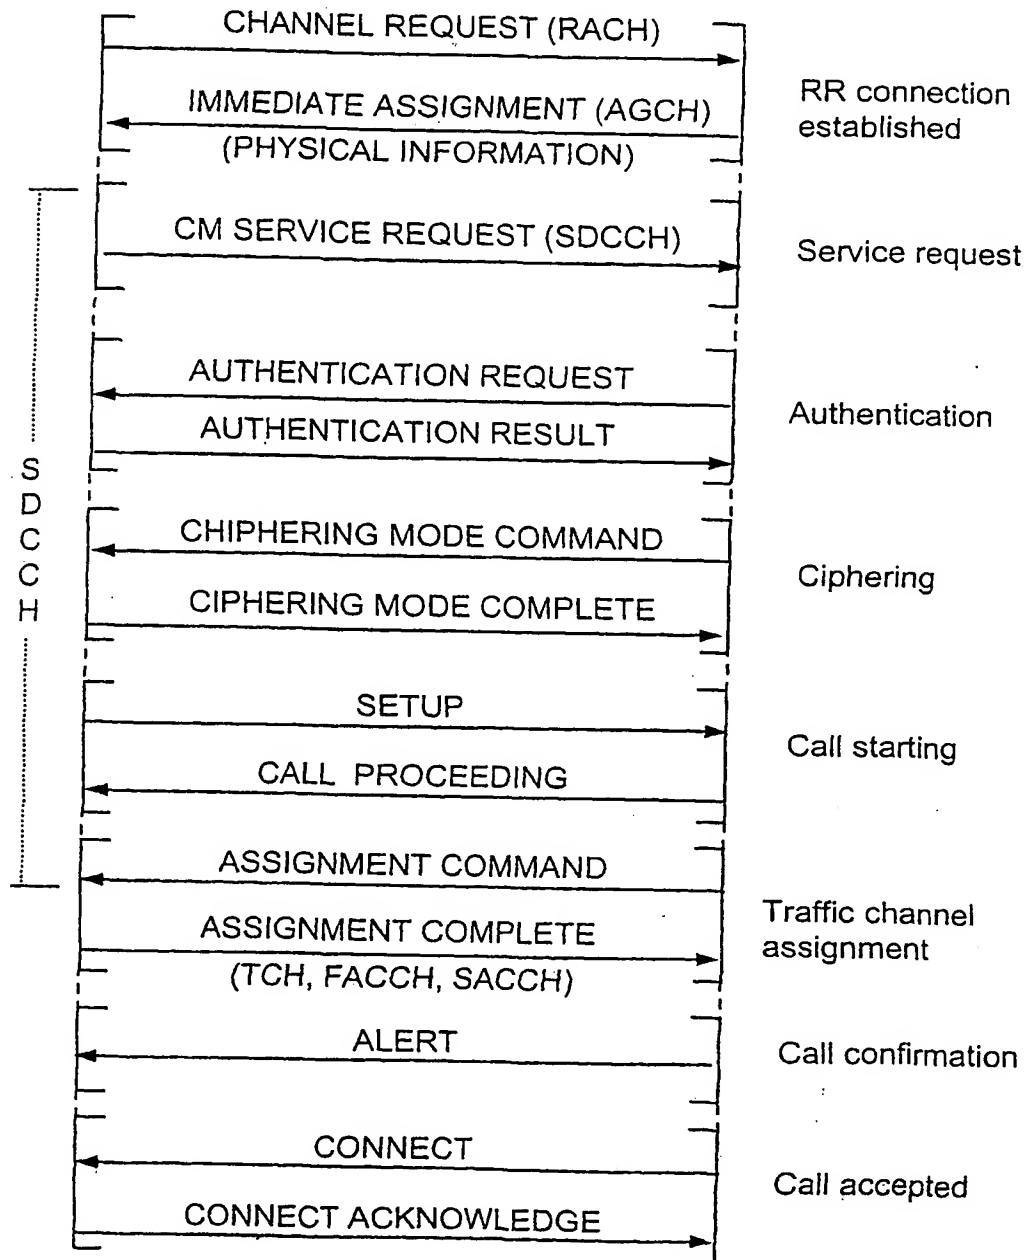 CHANNEL REQUEST (RACH)
IMMEDIATE ASSIGNMENT (AGCH)
(PHYSICAL INFORMATION)
RR connection
established
CM SERVICE REQUEST (SDCCH)
Service request
AUTHENTICATION REQUEST
AUTHENTICATION RESULT
Authentication
SDCCH
CHIPHERING MODE COMMAND
CIPHERING MODE COMPLETE
Ciphering
SETUP
CALL PROCEEDING
Call starting
ASSIGNMENT COMMAND
ASSIGNMENT COMPLETE
(TCH, FACCH, SACCH)
Traffic channel
assignment
ALERT
Call confirmation
CONNECT
CONNECT ACKNOWLEDGE
Call accepted